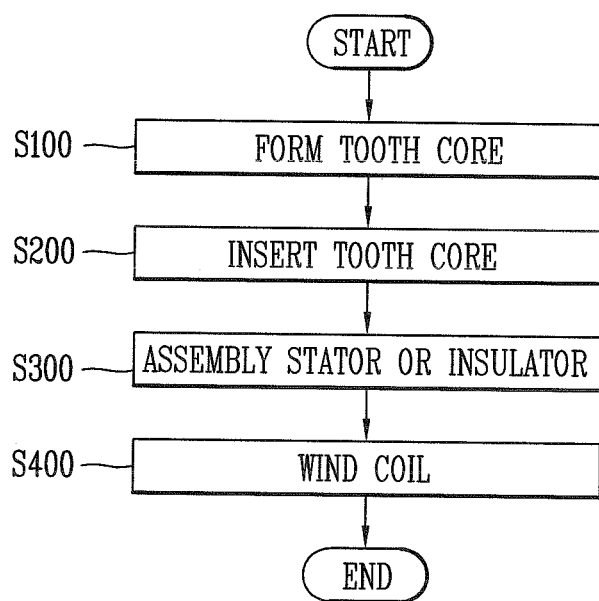 START
S100 FORM TOOTH CORE
S200 INSERT TOOTH CORE
S300 ASSEMBLY STATOR OR INSULATOR
S400 WIND COIL
END